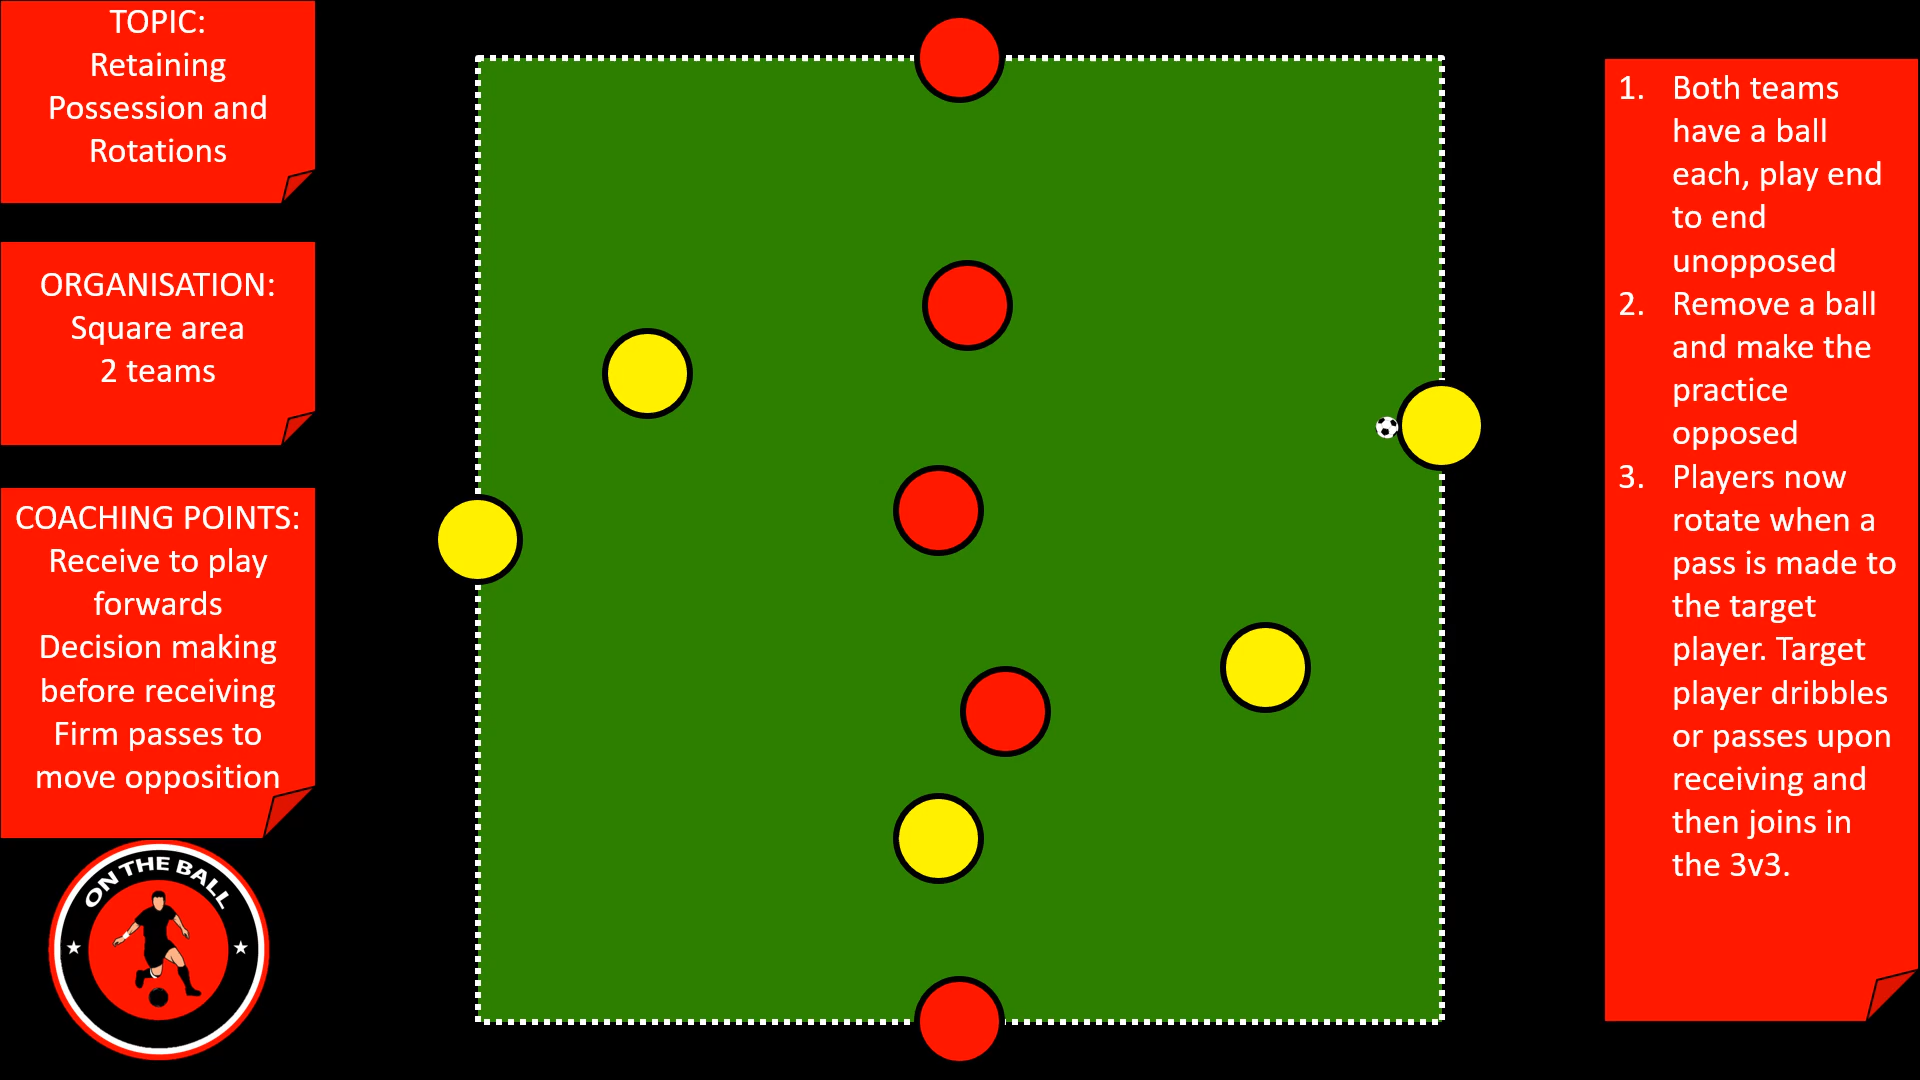 TOPIC:
Retaining
Possession and
Rotations
ORGANISATION:
Square area
2 teams
COACHING POINTS:
Receive to play
forwards
Decision making
before receiving
Firm passes to
move opposition
ON THE BALL
1. Both teams
have a ball
each, play end
to end
unopposed
2. Remove a ball
and make the
practice
opposed
3. Players now
rotate when a
pass is made to
the target
player. Target
player dribbles
or passes upon
receiving and
then joins in
the 3v3.